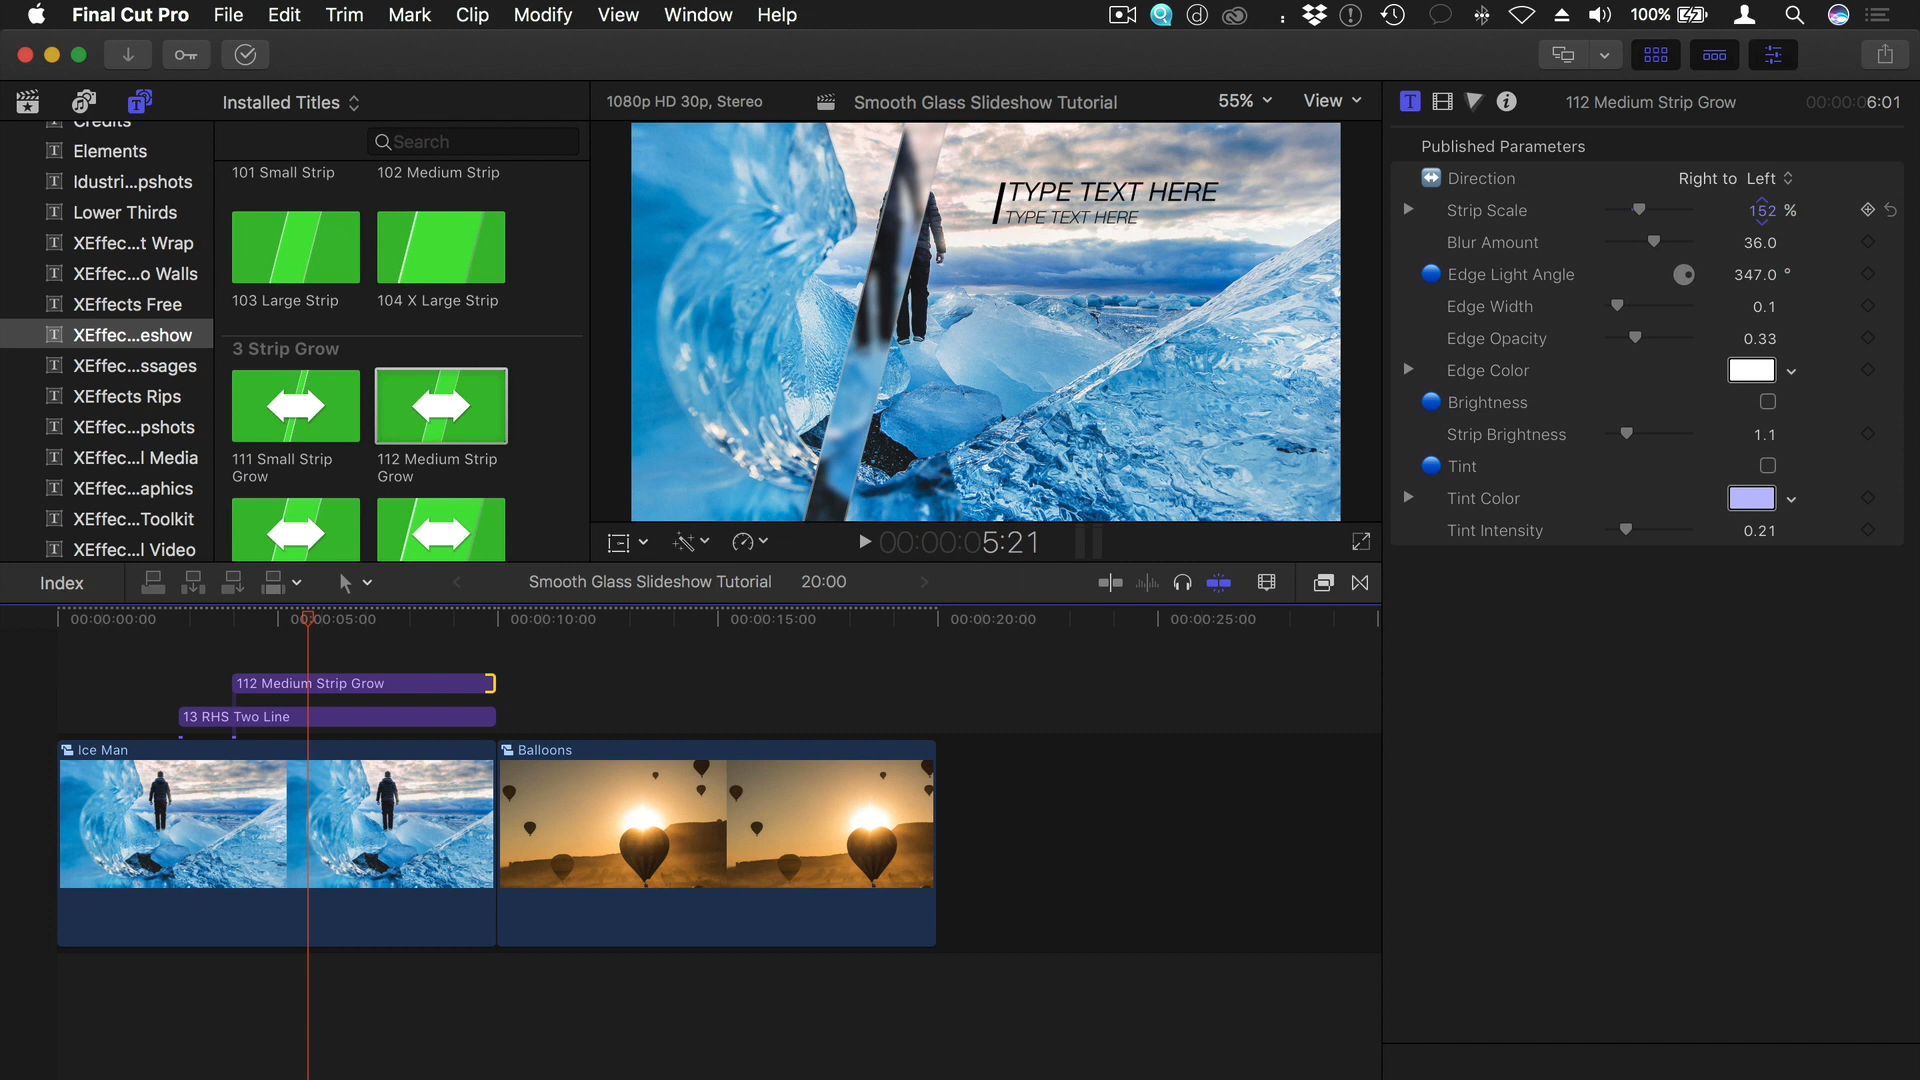 Final Cut Pro File Edit Trim Mark Clip Modify View Window Help 100%
Installed Titles
1080p HD 30p, Stereo
Smooth Glass Slideshow Tutorial
55%
View
112 Medium Strip Grow
00:00:06:01
Credits
Elements
Idustri...pshots
Lower Thirds
XEffec...t Wrap
XEffec...o Walls
XEffects Free
XEffec...eshow
XEffec...ssages
XEffects Rips
XEffec...pshots
XEffec...l Media
XEffec...aphics
XEffec...Toolkit
XEffec...l Video
Search
101 Small Strip
102 Medium Strip
103 Large Strip
104 X Large Strip
3 Strip Grow
111 Small Strip
Grow
112 Medium Strip
Grow
TYPE TEXT HERE
TYPE TEXT HERE
00:00:05:21
Published Parameters
Direction Right to Left
Strip Scale 152 %
Blur Amount 36.0
Edge Light Angle 347.0 °
Edge Width 0.1
Edge Opacity 0.33
Edge Color
Brightness
Strip Brightness 1.1
Tint
Tint Color
Tint Intensity 0.21
Index
Smooth Glass Slideshow Tutorial 20:00
00:00:00:00 00:00:05:00 00:00:10:00 00:00:15:00 00:00:20:00 00:00:25:00
112 Medium Strip Grow
13 RHS Two Line
Ice Man
Balloons